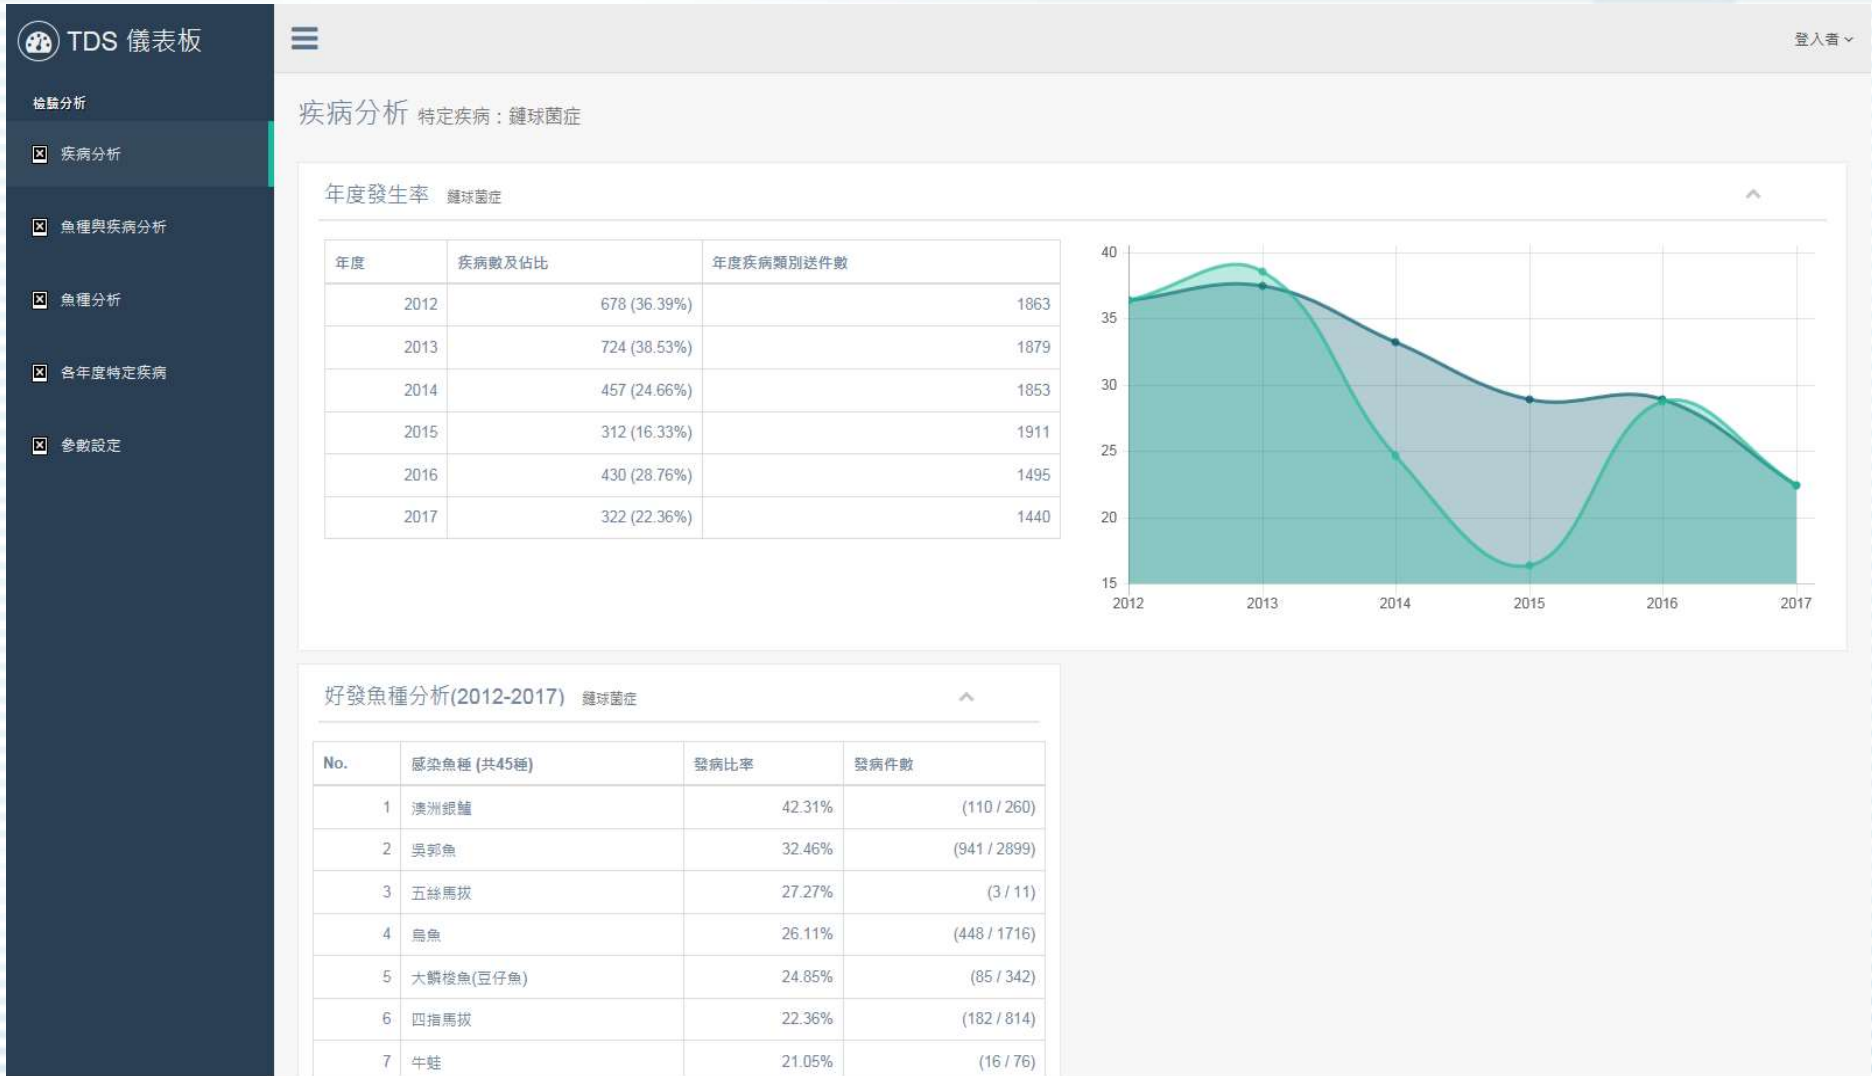 TDS 儀表板
登入者
檢驗分析
疾病分析
魚種與疾病分析
魚種分析
各年度特定疾病
參數設定
疾病分析 特定疾病：鏈球菌症
年度發生率 鏈球菌症
年度 疾病數及佔比 年度疾病類別送件數
2012 678 (36.39%) 1863
2013 724 (38.53%) 1879
2014 457 (24.66%) 1853
2015 312 (16.33%) 1911
2016 430 (28.76%) 1495
2017 322 (22.36%) 1440
40
35
30
25
20
15
2012 2013 2014 2015 2016 2017
好發魚種分析(2012-2017) 鏈球菌症
No. 感染魚種 (共45種) 發病比率 發病件數
1 澳洲銀鱸 42.31% (110 / 260)
2 吳郭魚 32.46% (941 / 2899)
3 五絲馬拔 27.27% (3 / 11)
4 烏魚 26.11% (448 / 1716)
5 大鱗梭魚(豆仔魚) 24.85% (85 / 342)
6 四指馬拔 22.36% (182 / 814)
7 牛蛙 21.05% (16 / 76)